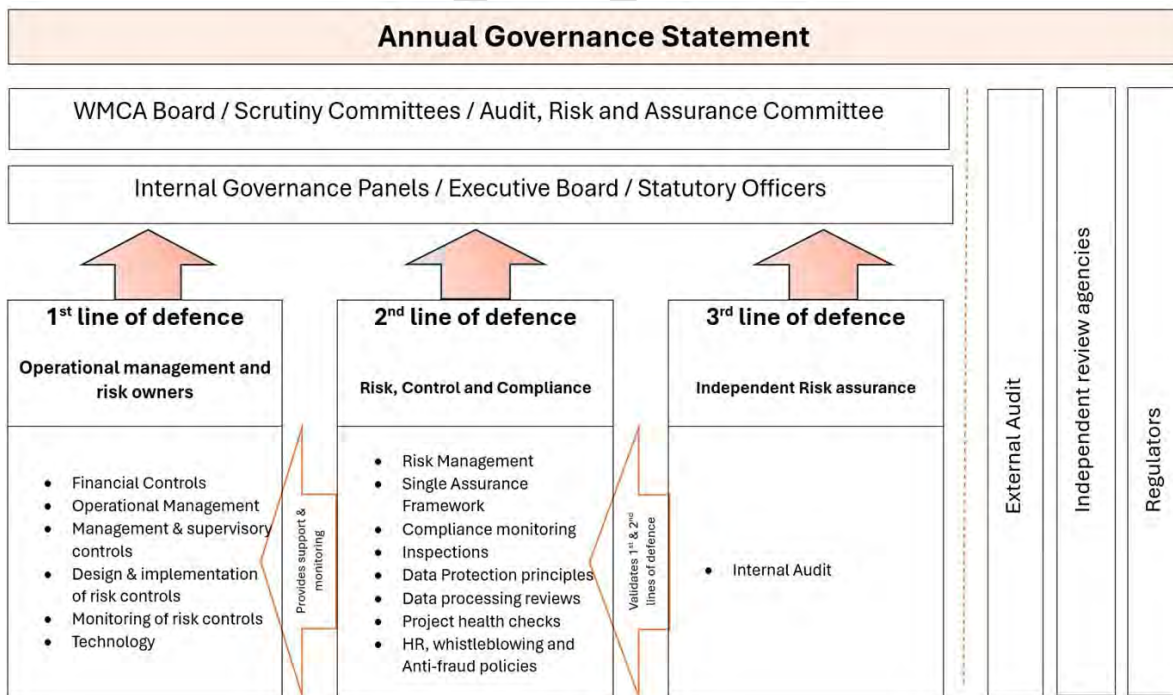 Annual Governance Statement
WMCA Board / Scrutiny Committees / Audit, Risk and Assurance Committee
Internal Governance Panels / Executive Board / Statutory Officers
1st line of defence
Operational management and
risk owners
• Financial Controls
• Operational Management
• Management & supervisory
controls
• Design & implementation
of risk controls
• Monitoring of risk controls
• Technology
Provides support &
monitoring
2nd line of defence
Risk, Control and Compliance
• Risk Management
• Single Assurance
Framework
• Compliance monitoring
• Inspections
• Data Protection principles
• Data processing reviews
• Project health checks
• HR, whistleblowing and
Anti-fraud policies
Validates 1st & 2nd
lines of defence
3rd line of defence
Independent Risk assurance
• Internal Audit
External Audit
Independent review agencies
Regulators